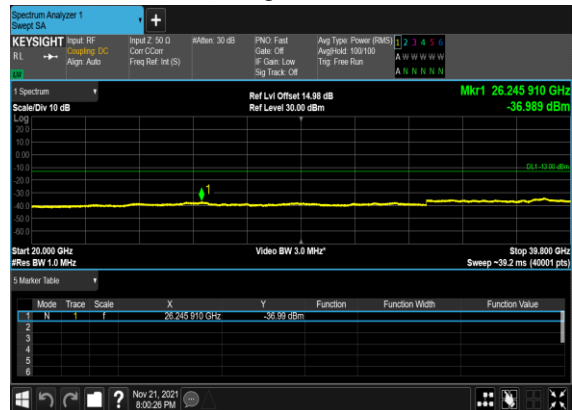 Spectrum Analyzer 1
Swept SA
+
KEYSIGHT Input: RF Input Z: 50 Ω #Atten: 30 dB PNO: Fast Avg Type: Power (RMS) 1 2 3 4 5 6
RL Coupling: DC Corr CCorr Gate: Off Avg|Hold: 100/100 A W W W W W
Align: Auto Freq Ref: Int (S) IF Gain: Low Trig: Free Run
Sig Track: Off A N N N N N
1 Spectrum Ref Lvl Offset 14.98 dB Mkr1 26.245 910 GHz
Scale/Div 10 dB Ref Level 30.00 dBm -36.989 dBm
Log
20.0
10.0
0.00
-10.0
DL1 -13.00 dBm
-20.0
-30.0
1
-40.0
-50.0
-60.0
Start 20.000 GHz Video BW 3.0 MHz* Stop 39.800 GHz
#Res BW 1.0 MHz Sweep ~39.2 ms (40001 pts)
5 Marker Table
Mode Trace Scale X Y Function Function Width Function Value
1 N 1 f 26.245 910 GHz -36.99 dBm
2
3
4
5
6
? Nov 21, 2021
8:00:26 PM